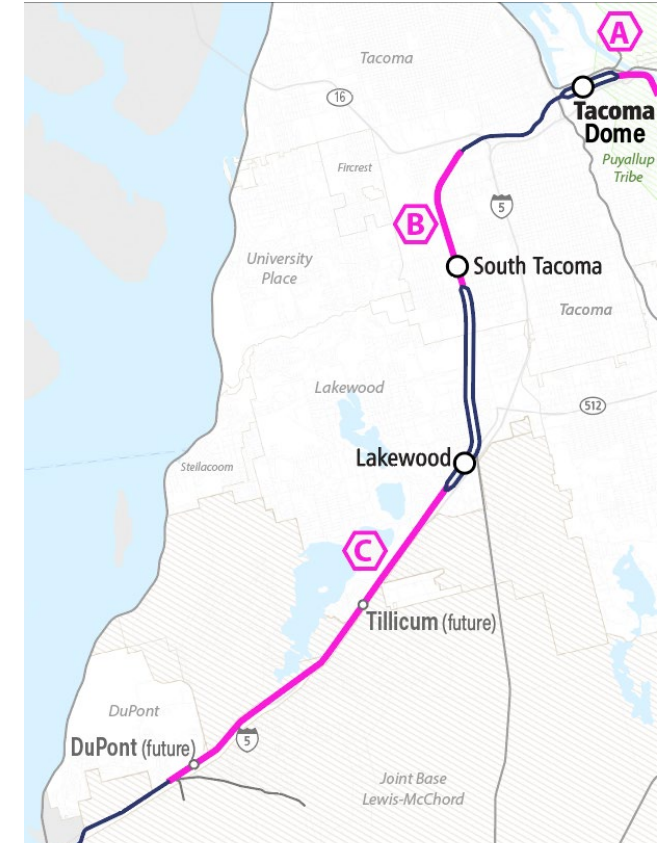 A
Tacoma
16
Tacoma
Dome
Puyallup
Tribe
Fircrest
5
B
University
Place
South Tacoma
Tacoma
Lakewood
512
Lakewood
Steilacoom
C
Tillicum (future)
DuPont
5
DuPont (future)
Joint Base
Lewis-McChord